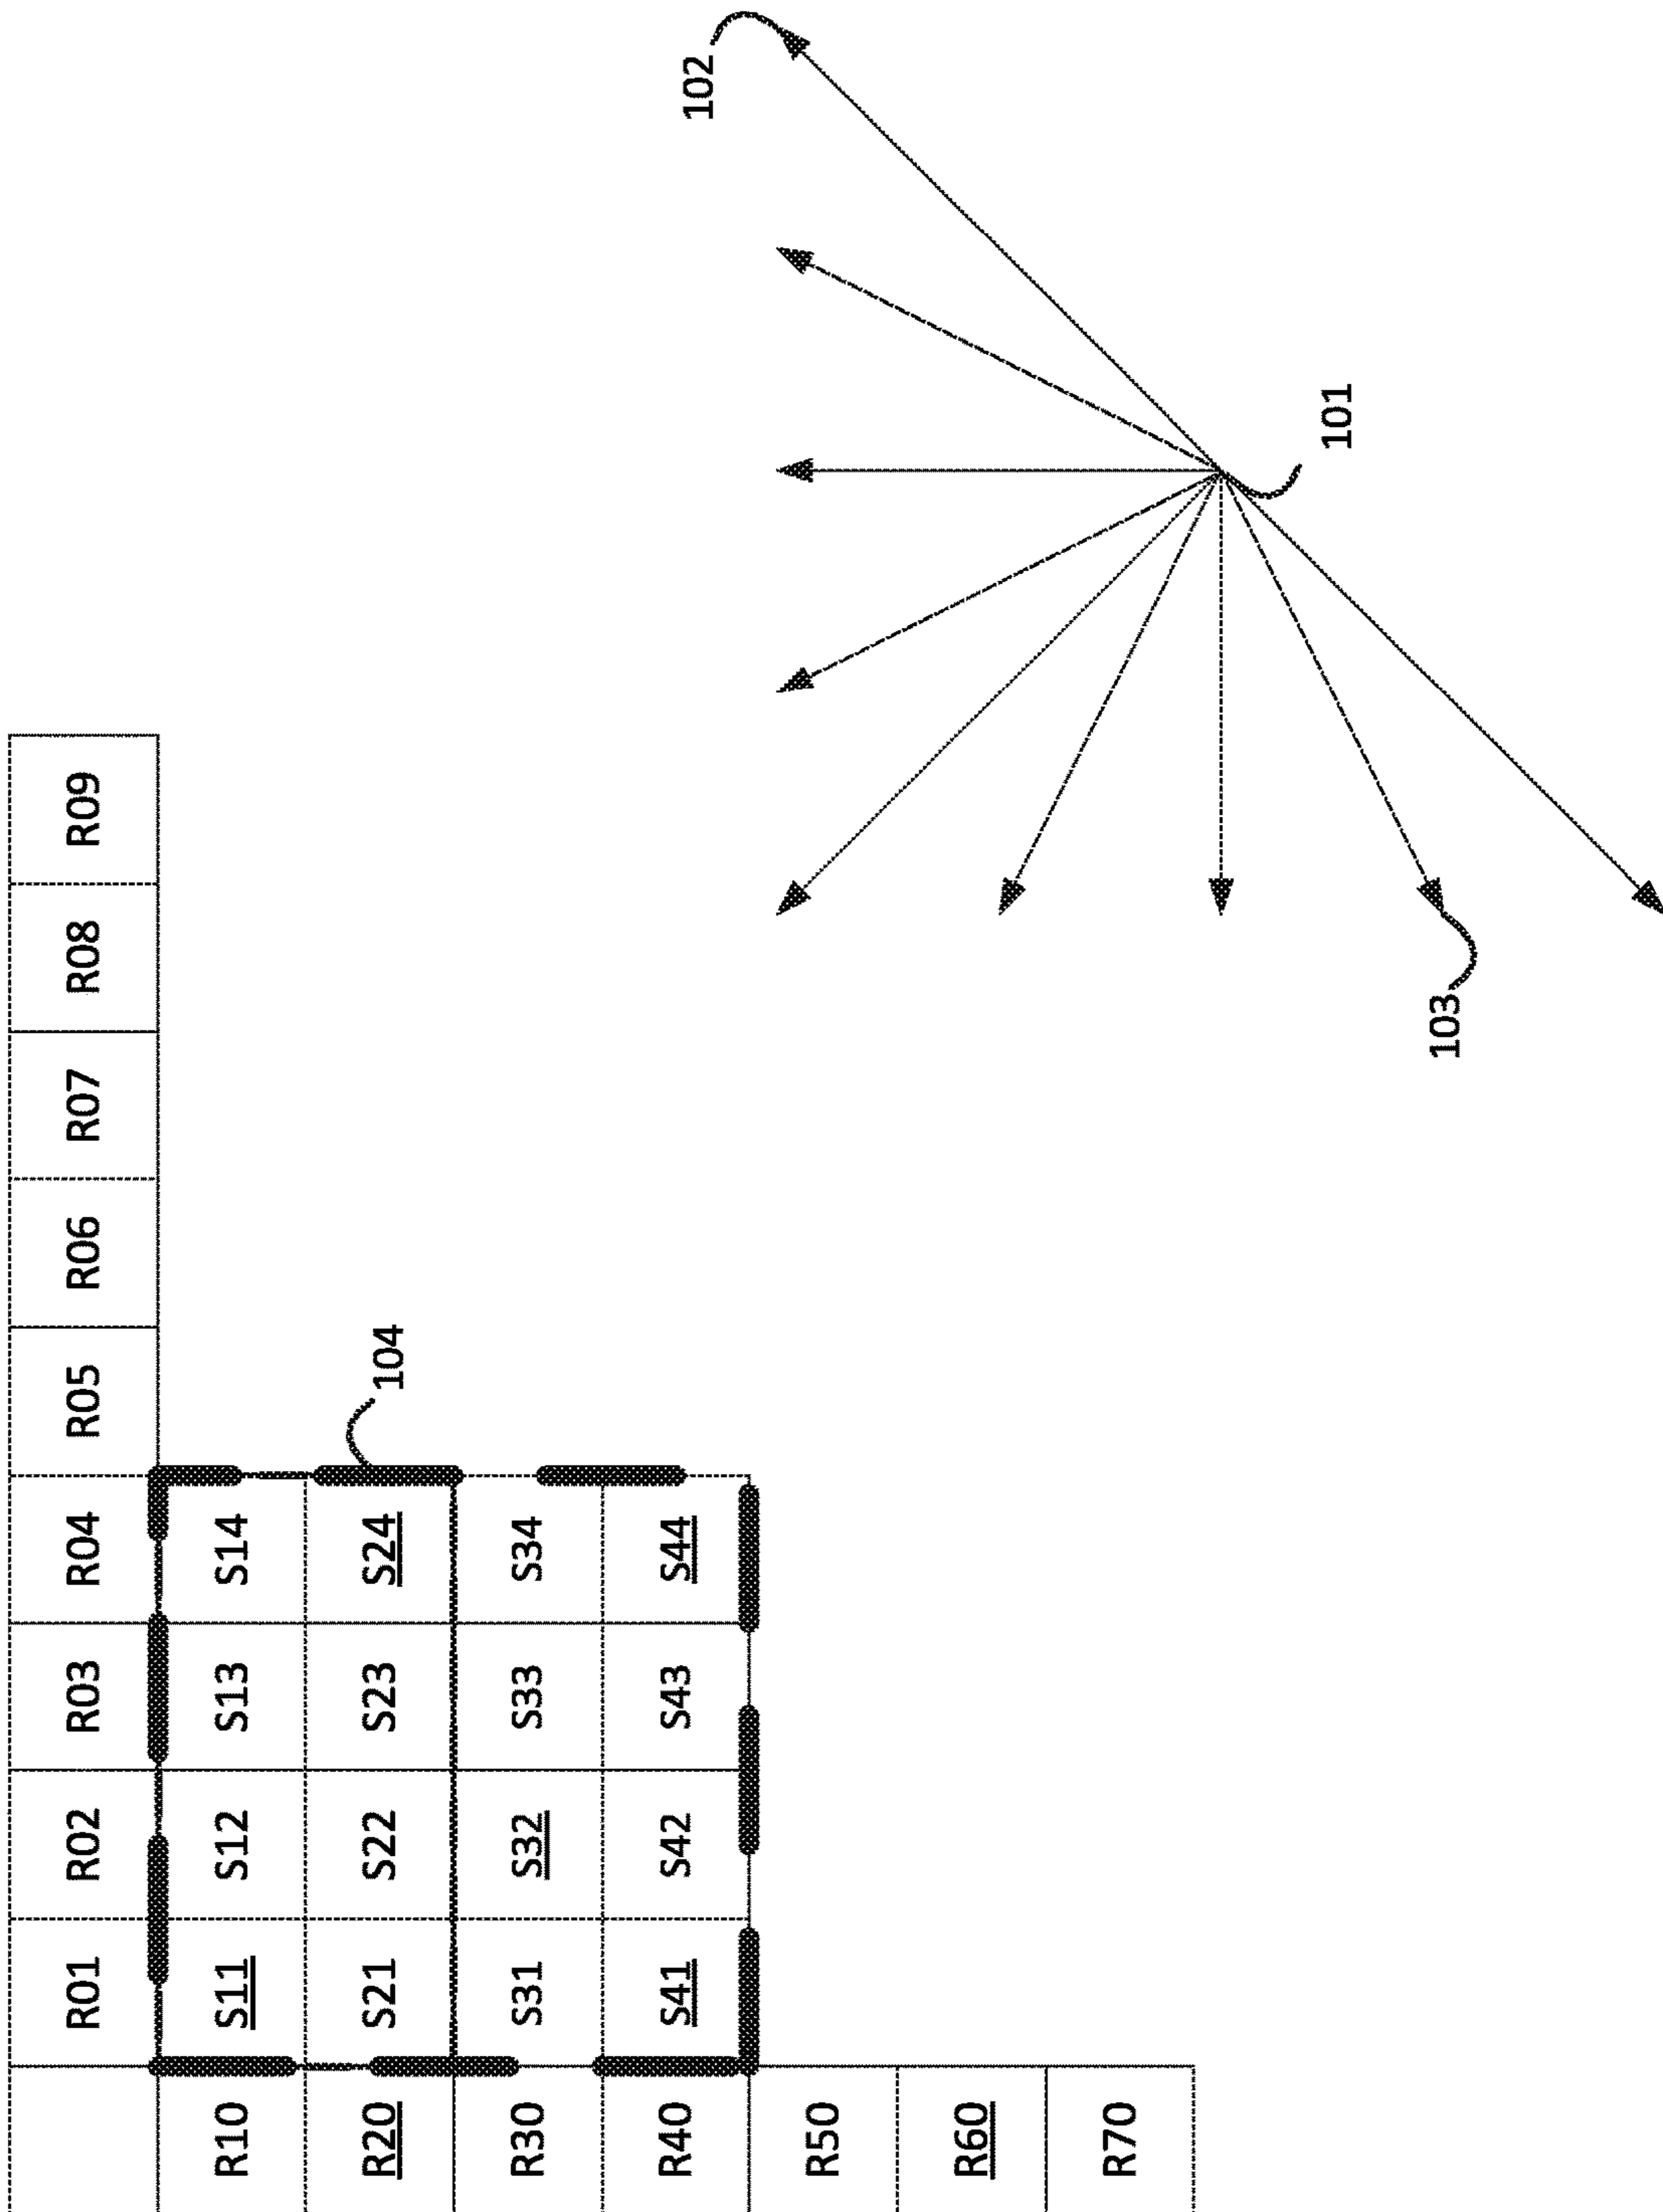 R01 R02 R03 R04 R05 R06 R07 R08 R09
R10 S11 S12 S13 S14
R20 S21 S22 S23 S24
104
R30 S31 S32 S33 S34
R40 S41 S42 S43 S44
R50
R60
R70
102
101
103